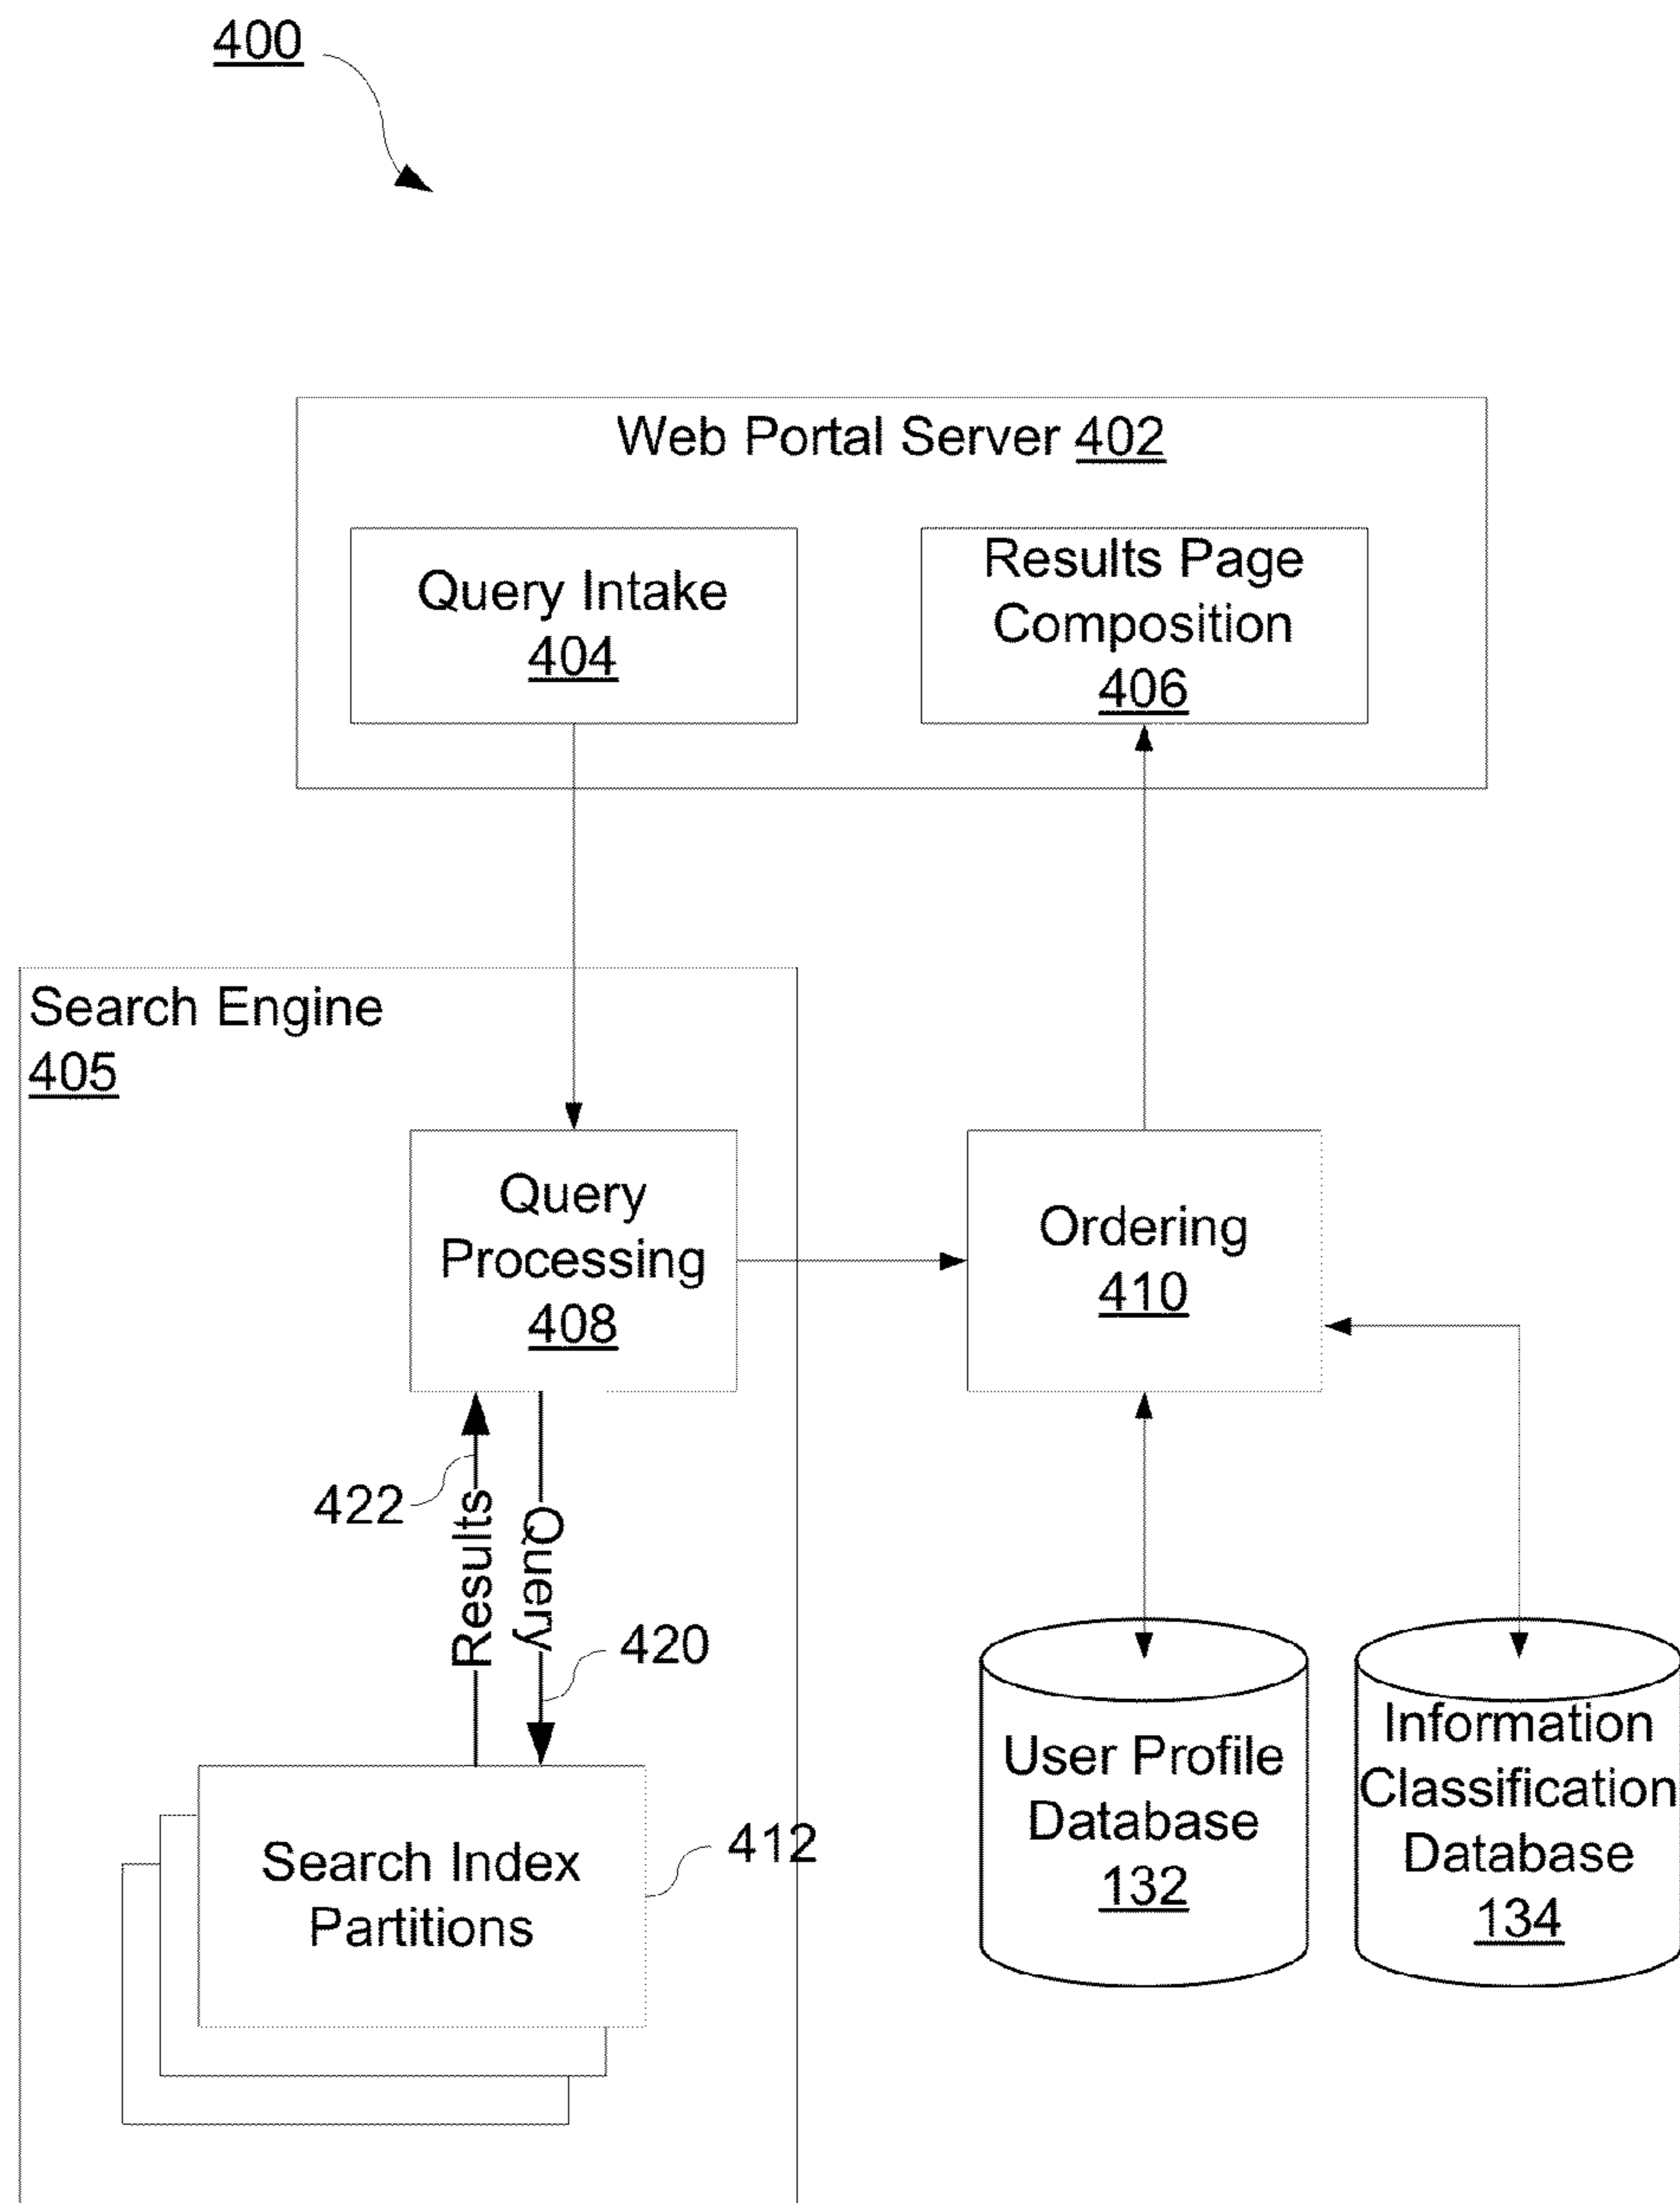 400
Web Portal Server 402
Query Intake
404
Results Page
Composition
406
Search Engine
405
Query
Processing
408
Ordering
410
422
Results
Query
420
Search Index
Partitions
412
User Profile
Database
132
Information
Classification
Database
134